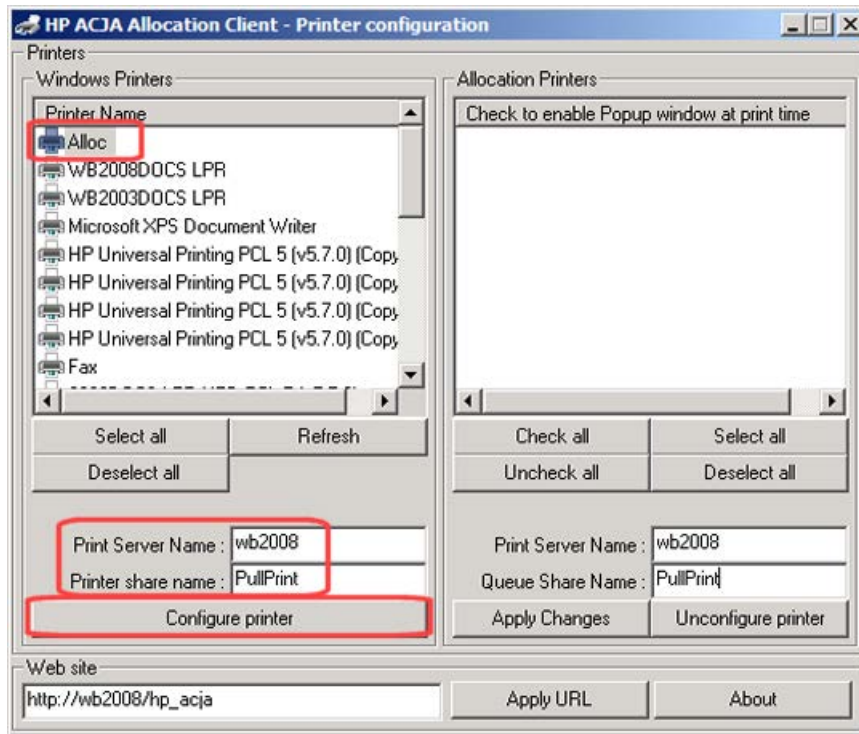 HP ACJA Allocation Client - Printer configuration
Printers
Windows Printers
Printer Name
Alloc
WB2008DOCS LPR
WB2003DOCS LPR
Microsoft XPS Document Writer
HP Universal Printing PCL 5 (v5.7.0) (Copy
HP Universal Printing PCL 5 (v5.7.0) (Copy
HP Universal Printing PCL 5 (v5.7.0) (Copy
HP Universal Printing PCL 5 (v5.7.0) (Copy
Fax
Select all Refresh
Deselect all
Print Server Name : wb2008
Printer share name : PullPrint
Configure printer
Allocation Printers
Check to enable Popup window at print time
Check all Select all
Uncheck all Deselect all
Print Server Name : wb2008
Queue Share Name : PullPrint
Apply Changes Unconfigure printer
Web site
http://wb2008/hp_acja Apply URL About